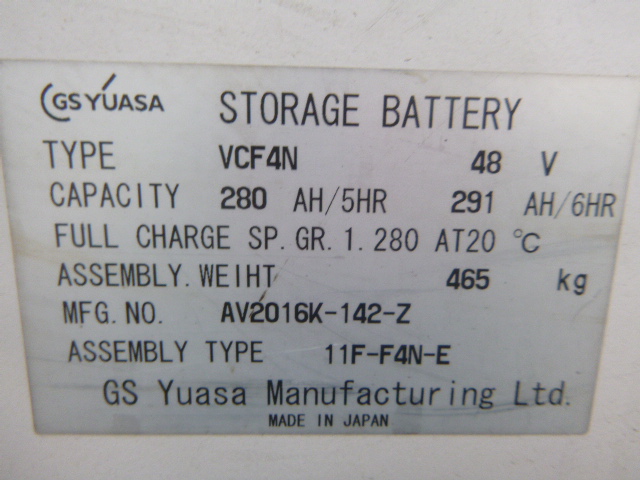 GS YUASA STORAGE BATTERY
TYPE VCF4N 48 V
CAPACITY 280 AH/5HR 291 AH/6HR
FULL CHARGE SP.GR.1.280 AT20 ℃
ASSEMBLY.WEIHT 465 kg
MFG.NO. AV2016K-142-Z
ASSEMBLY TYPE 11F-F4N-E
GS Yuasa Manufacturing Ltd.
MADE IN JAPAN